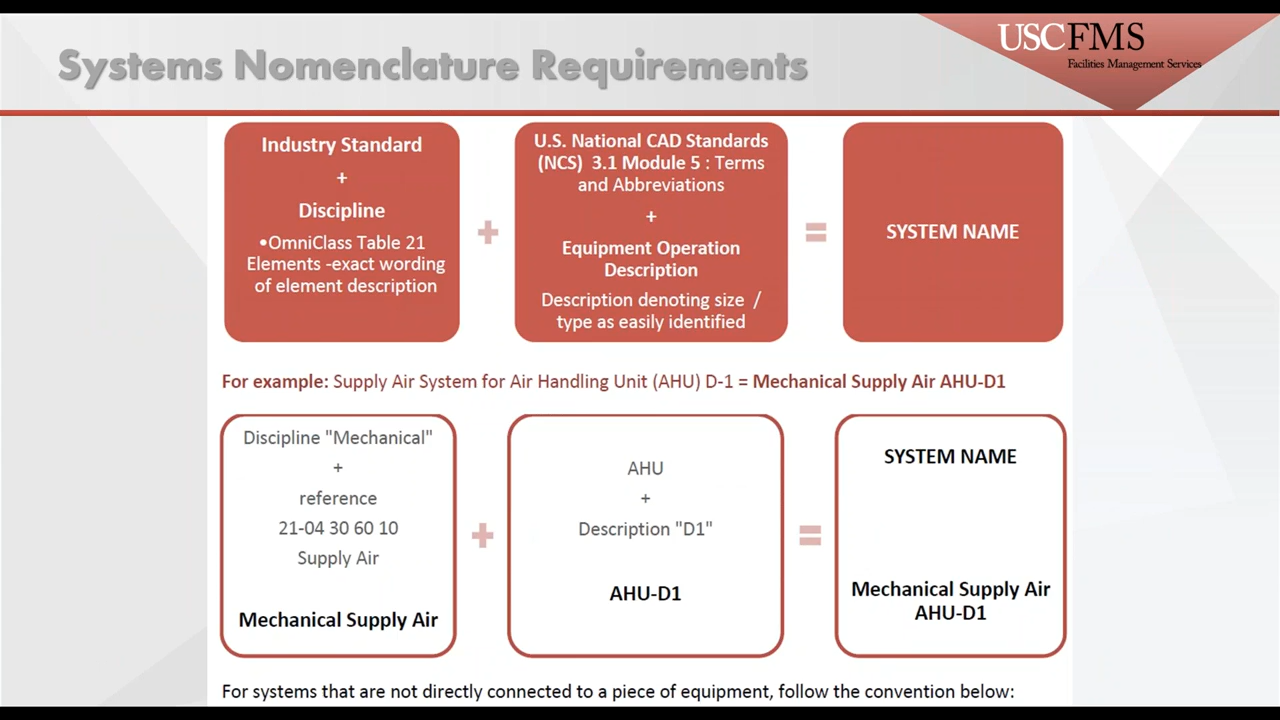 Systems Nomenclature Requirements
USCFMS
Facilities Management Services
Industry Standard
+
Discipline
•OmniClass Table 21
Elements -exact wording
of element description
+
U.S. National CAD Standards
(NCS) 3.1 Module 5 : Terms
and Abbreviations
+
Equipment Operation
Description
Description denoting size /
type as easily identified
=
SYSTEM NAME
For example: Supply Air System for Air Handling Unit (AHU) D-1 = Mechanical Supply Air AHU-D1
Discipline "Mechanical"
+
reference
21-04 30 60 10
Supply Air
Mechanical Supply Air
+
AHU
+
Description "D1"
AHU-D1
=
SYSTEM NAME
Mechanical Supply Air
AHU-D1
For systems that are not directly connected to a piece of equipment, follow the convention below: